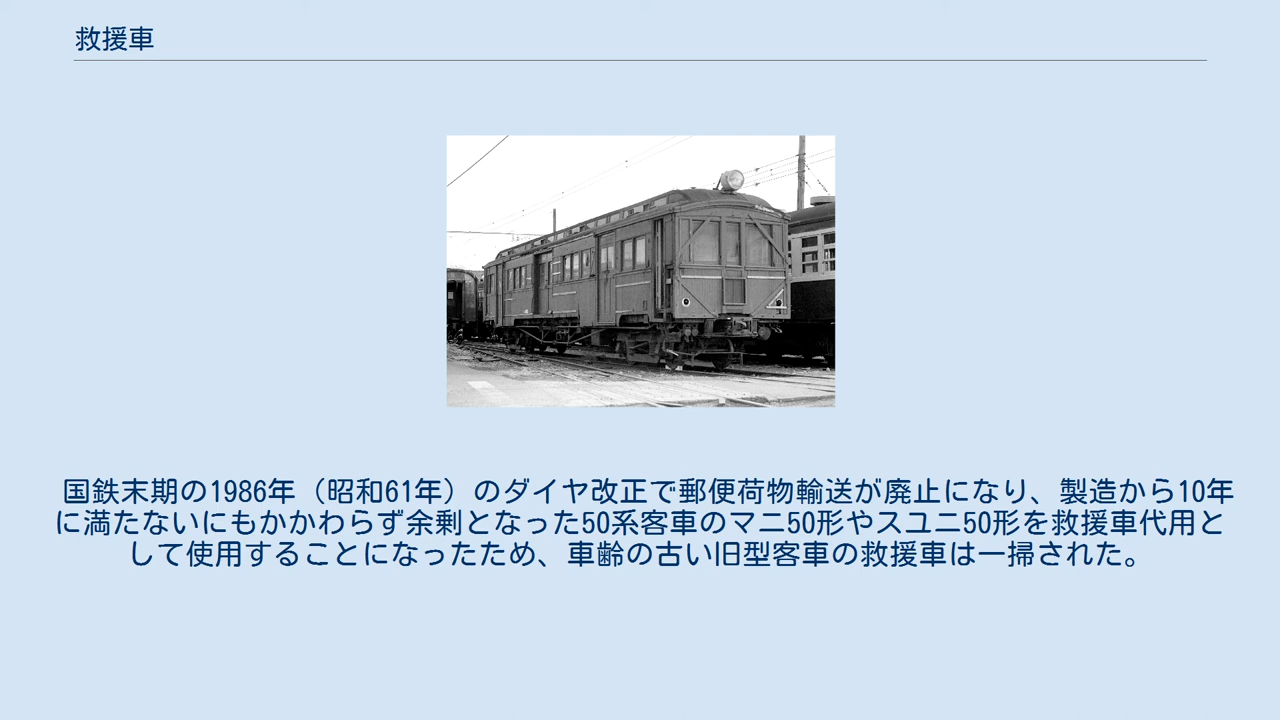 救援車
国鉄末期の1986年（昭和61年）のダイヤ改正で郵便荷物輸送が廃止になり、製造から10年
に満たないにもかかわらず余剰となった50系客車のマニ50形やスユニ50形を救援車代用と
して使用することになったため、車齢の古い旧型客車の救援車は一掃された。